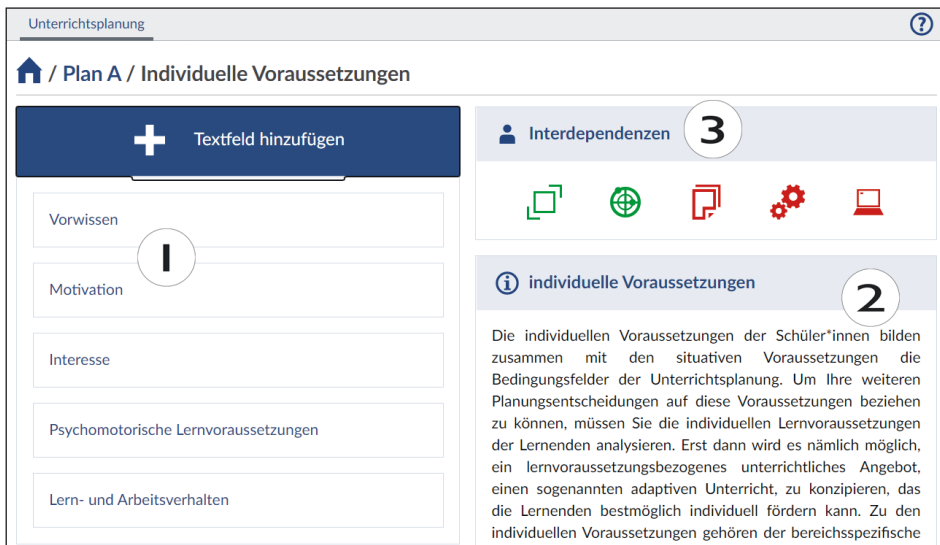 Unterrichtsplanung
/ Plan A / Individuelle Voraussetzungen
Textfeld hinzufügen
Vorwissen
1
Motivation
Interesse
Psychomotorische Lernvoraussetzungen
Lern- und Arbeitsverhalten
Interdependenzen
3
individuelle Voraussetzungen
2
Die individuellen Voraussetzungen der Schüler*innen bilden
zusammen mit den situativen Voraussetzungen die
Bedingungsfelder der Unterrichtsplanung. Um Ihre weiteren
Planungsentscheidungen auf diese Voraussetzungen beziehen
zu können, müssen Sie die individuellen Lernvoraussetzungen
der Lernenden analysieren. Erst dann wird es nämlich möglich,
ein lernvoraussetzungsbezogenes unterrichtliches Angebot,
einen sogenannten adaptiven Unterricht, zu konzipieren, das
die Lernenden bestmöglich individuell fördern kann. Zu den
individuellen Voraussetzungen gehören der bereichsspezifische